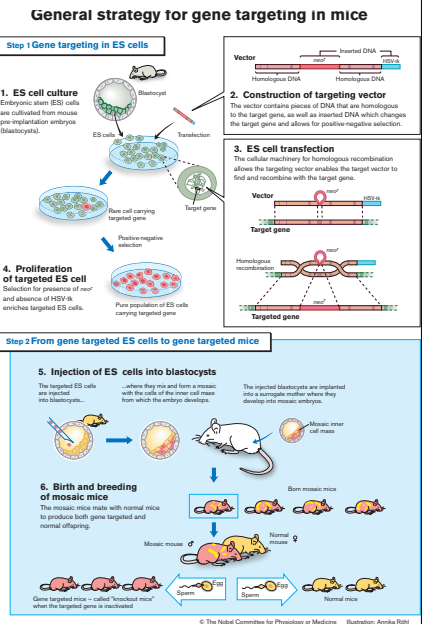 General strategy for gene targeting in mice
Step 1 Gene targeting in ES cells
1. ES cell culture
Embryonic stem (ES) cells
are cultivated from mouse
pre-implantation embryos
(blastocysts).
Blastocyst
ES cells
Transfection
Vector
Inserted DNA
neoʳ
HSV-tk
Homologous DNA
Homologous DNA
2. Construction of targeting vector
The vector contains pieces of DNA that are homologous
to the target gene, as well as inserted DNA which changes
the target gene and allows for positive-negative selection.
3. ES cell transfection
The cellular machinery for homologous recombination
allows the targeting vector enables the target vector to
find and recombine with the target gene.
Vector
neoʳ
HSV-tk
Target gene
Homologous
recombination
neoʳ
neoʳ
Targeted gene
Target gene
Rare cell carrying
targeted gene
Positive-negative
selection
4. Proliferation
of targeted ES cell
Selection for presence of neoʳ
and absence of HSV-tk
enriches targeted ES cells.
Pure population of ES cells
carrying targeted gene
Step 2 From gene targeted ES cells to gene targeted mice
5. Injection of ES cells into blastocysts
The targeted ES cells
are injected
into blastocysts...
...where they mix and form a mosaic
with the cells of the inner cell mass
from which the embryo develops.
The injected blastocysts are implanted
into a surrogate mother where they
develop into mosaic embryos.
Mosaic inner
cell mass
6. Birth and breeding
of mosaic mice
The mosaic mice mate with normal mice
to produce both gene targeted and
normal offspring.
Born mosaic mice
Mosaic mouse ♂
Normal
mouse ♀
Egg
Sperm
Egg
Sperm
Gene targeted mice – called "knockout mice"
when the targeted gene is inactivated
Normal mice
© The Nobel Committee for Physiology or Medicine Illustration: Annika Röhl